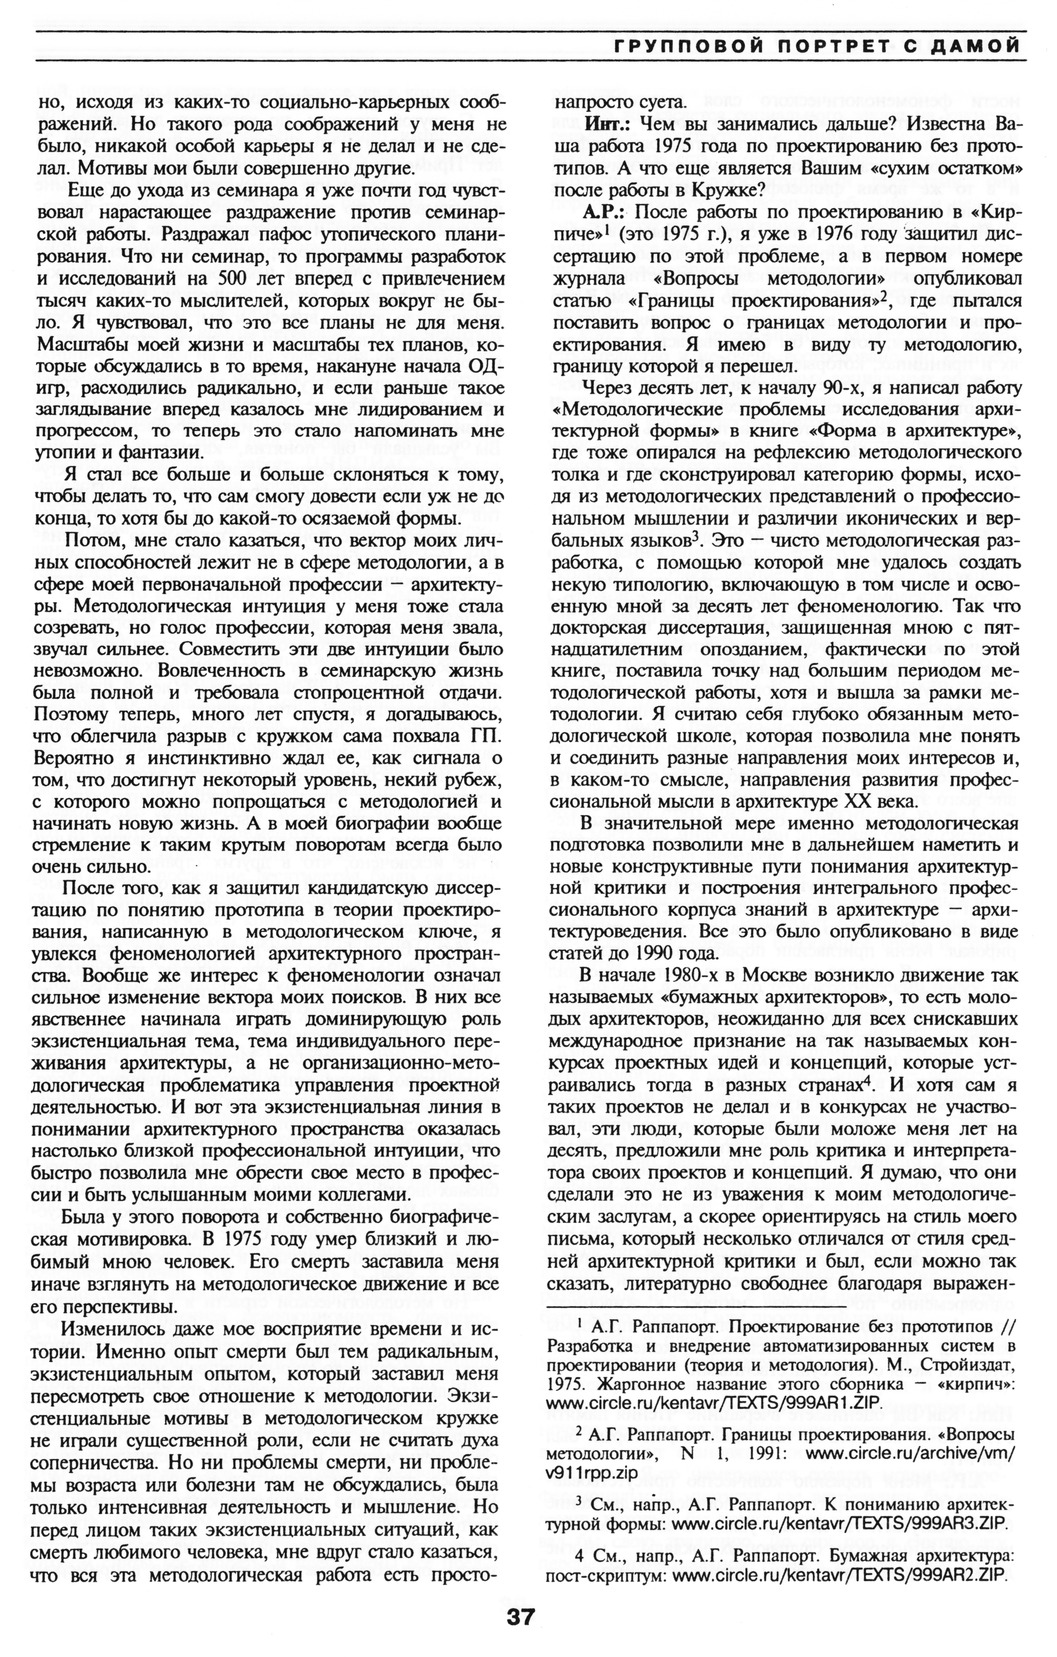 ГРУППОВОЙ ПОРТРЕТ С ДАМОЙ
но, исходя из каких-то социально-карьерных сооб-
ражений. Но такого рода соображений у меня не
было, никакой особой карьеры я не делал и не сде-
лал. Мотивы мои были совершенно другие.
Еще до ухода из семинара я уже почти год чувст-
вовал нарастающее раздражение против семинар-
ской работы. Раздражал пафос утопического плани-
рования. Что ни семинар, то программы разработок
и исследований на 500 лет вперед с привлечением
тысяч каких-то мыслителей, которых вокруг не бы-
ло. Я чувствовал, что это все планы не для меня.
Масштабы моей жизни и масштабы тех планов, ко-
торые обсуждались в то время, накануне начала ОД-
игр, расходились радикально, и если раньше такое
заглядывание вперед казалось мне лидированием и
прогрессом, то теперь это стало напоминать мне
утопии и фантазии.
Я стал все больше и больше склоняться к тому,
чтобы делать то, что сам смогу довести если уж не до
конца, то хотя бы до какой-то осязаемой формы.
Потом, мне стало казаться, что вектор моих лич-
ных способностей лежит не в сфере методологии, а в
сфере моей первоначальной профессии — архитекту-
ры. Методологическая интуиция у меня тоже стала
созревать, но голос профессии, которая меня звала,
звучал сильнее. Совместить эти две интуиции было
невозможно. Вовлеченность в семинарскую жизнь
была полной и требовала стопроцентной отдачи.
Поэтому теперь, много лет спустя, я догадываюсь,
что облегчила разрыв с кружком сама похвала ГП.
Вероятно я инстинктивно ждал ее, как сигнала о
том, что достигнут некоторый уровень, некий рубеж,
с которого можно попрощаться с методологией и
начинать новую жизнь. А в моей биографии вообще
стремление к таким крутым поворотам всегда было
очень сильно.
После того, как я защитил кандидатскую диссер-
тацию по понятию прототипа в теории проектиро-
вания, написанную в методологическом ключе, я
увлекся феноменологией архитектурного простран-
ства. Вообще же интерес к феноменологии означал
сильное изменение вектора моих поисков. В них все
явственнее начинала играть доминирующую роль
экзистенциальная тема, тема индивидуального пере-
живания архитектуры, а не организационно-мето-
дологическая проблематика управления проектной
деятельностью. И вот эта экзистенциальная линия в
понимании архитектурного пространства оказалась
настолько близкой профессиональной интуиции, что
быстро позволила мне обрести свое место в профес-
сии и быть услышанным моими коллегами.
Была у этого поворота и собственно биографиче-
ская мотивировка. В 1975 году умер близкий и лю-
бимый мною человек. Его смерть заставила меня
иначе взглянуть на методологическое движение и все
его перспективы.
Изменилось даже мое восприятие времени и ис-
тории. Именно опыт смерти был тем радикальным,
экзистенциальным опытом, который заставил меня
пересмотреть свое отношение к методологии. Экзи-
стенциальные мотивы в методологическом кружке
не играли существенной роли, если не считать духа
соперничества. Но ни проблемы смерти, ни пробле-
мы возраста или болезни там не обсуждались, была
только интенсивная деятельность и мышление. Но
перед лицом таких экзистенциальных ситуаций, как
смерть любимого человека, мне вдруг стало казаться,
что вся эта методологическая работа есть просто-
напросто суета.
Инт.: Чем вы занимались дальше? Известна Ва-
ша работа 1975 года по проектированию без прото-
типов. А что еще является Вашим «сухим остатком»
после работы в Кружке?
А.Р.: После работы по проектированию в «Кир-
пиче»1 (это 1975 г.), я уже в 1976 году защитил дис-
сертацию по этой проблеме, а в первом номере
журнала «Вопросы методологии» опубликовал
статью «Границы проектирования»2, где пытался
поставить вопрос о границах методологии и про-
ектирования. Я имею в виду ту методологию,
границу которой я перешел.
Через десять лет, к началу 90-х, я написал работу
«Методологические проблемы исследования архи-
тектурной формы» в книге «Форма в архитектуре»,
где тоже опирался на рефлексию методологического
толка и где сконструировал категорию формы, исхо-
дя из методологических представлений о профессио-
нальном мышлении и различии иконических и вер-
бальных языков3. Это — чисто методологическая раз-
работка, с помощью которой мне удалось создать
некую типологию, включающую в том числе и осво-
енную мной за десять лет феноменологию. Так что
докторская диссертация, защищенная мною с пят-
надцатилетним опозданием, фактически по этой
книге, поставила точку над большим периодом ме-
тодологической работы, хотя и вышла за рамки ме-
тодологии. Я считаю себя глубоко обязанным мето-
дологической школе, которая позволила мне понять
и соединить разные направления моих интересов и,
в каком-то смысле, направления развития профес-
сиональной мысли в архитектуре XX века.
В значительной мере именно методологическая
подготовка позволили мне в дальнейшем наметить и
новые конструктивные пути понимания архитектур-
ной критики и построения интегрального профес-
сионального корпуса знаний в архитектуре — архи-
тектуроведения. Все это было опубликовано в виде
статей до 1990 года.
В начале 1980-х в Москве возникло движение так
называемых «бумажных архитекторов», то есть моло-
дых архитекторов, неожиданно для всех снискавших
международное признание на так называемых кон-
курсах проектных идей и концепций, которые уст-
раивались тогда в разных странах4. И хотя сам я
таких проектов не делал и в конкурсах не участво-
вал, эти люди, которые были моложе меня лет на
десять, предложили мне роль критика и интерпрета-
тора своих проектов и концепций. Я думаю, что они
сделали это не из уважения к моим методологиче-
ским заслугам, а скорее ориентируясь на стиль моего
письма, который несколько отличался от стиля сред-
ней архитектурной критики и был, если можно так
сказать, литературно свободнее благодаря выражен-
1 А.Г. Раппапорт. Проектирование без прототипов //
Разработка и внедрение автоматизированных систем в
проектировании (теория и методология). М., Стройиздат,
1975. Жаргонное название этого сборника — «кирпич»:
www.circle.ru/kentavr/TEXTS/999AR1.ZIP.
2 А.Г. Раппапорт. Границы проектирования. «Вопросы
методологии», N 1, 1991: www.circle.ru/archive/vm/
v911rpp.zip
3 См., напр., А.Г. Раппапорт. К пониманию архитек-
турной формы: www.circle.ru/kentavr/TEXTS/999AR3.ZIP.
4 См., напр., А.Г. Раппапорт. Бумажная архитектура:
пост-скриптум: www.circle.ru/kentavr/TEXTS/999AR2.ZIP.
37